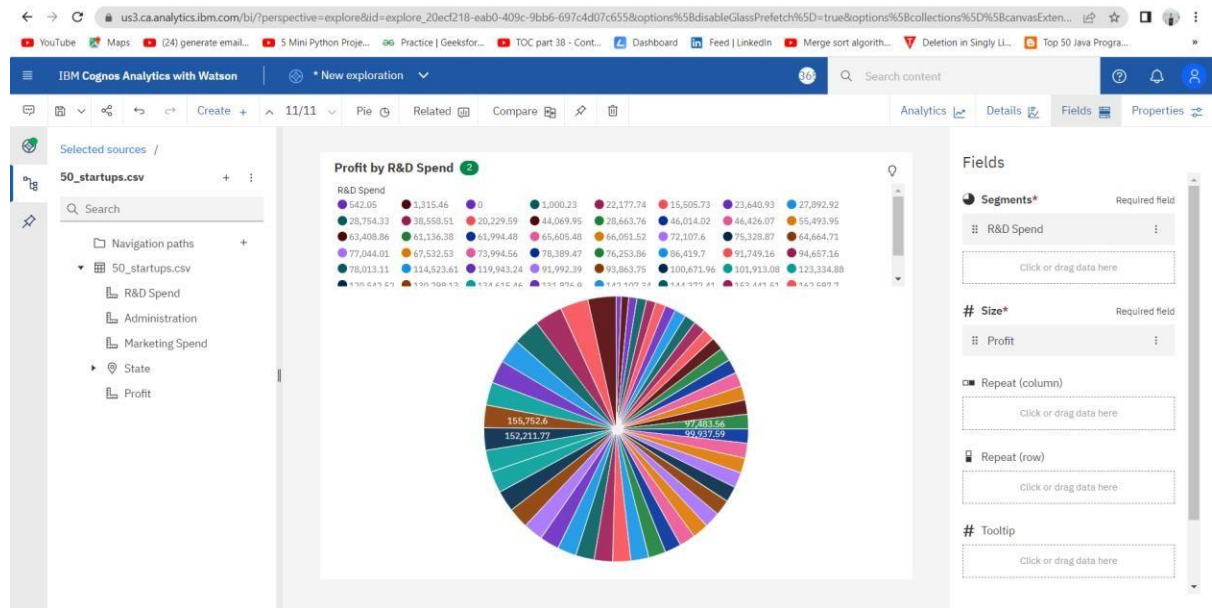 us3.ca.analytics.ibm.com/bi/?perspective=explore&id=explore_20ecf218-eab0-409c-9bb6-697c4d07c655&options%5BdisableGlassPrefetch%5D=true&options%5Bcollections%5D%5BcanvasExten...
YouTube Maps (24) generate email... 5 Mini Python Proje... Practice | Geeksfor... TOC part 38 - Cont... Dashboard Feed | LinkedIn Merge sort algorith... Deletion in Singly Li... Top 50 Java Progra... »
IBM Cognos Analytics with Watson * New exploration Search content
Create + 11/11 Pie Related Compare Analytics Details Fields Properties
Selected sources /
50_startups.csv
Search
Navigation paths
50_startups.csv
R&D Spend
Administration
Marketing Spend
State
Profit
Profit by R&D Spend 2
R&D Spend
542.05 1,315.46 0 1,000.23 22,177.74 15,505.73 23,640.93 27,892.92
28,754.33 38,558.51 20,229.59 44,069.95 28,663.76 46,014.02 46,426.07 55,493.95
63,408.86 61,136.38 61,994.48 65,605.48 66,051.52 72,107.6 75,328.87 64,664.71
77,044.01 67,532.53 73,994.56 78,389.47 76,253.86 86,419.7 91,749.16 94,657.16
78,013.11 114,523.61 119,943.24 91,992.39 93,863.75 100,671.96 101,913.08 123,334.88
155,752.6
152,211.77
97,483.56
99,937.59
Fields
Segments* Required field
R&D Spend
Click or drag data here
# Size* Required field
Profit
Repeat (column)
Click or drag data here
Repeat (row)
Click or drag data here
# Tooltip
Click or drag data here